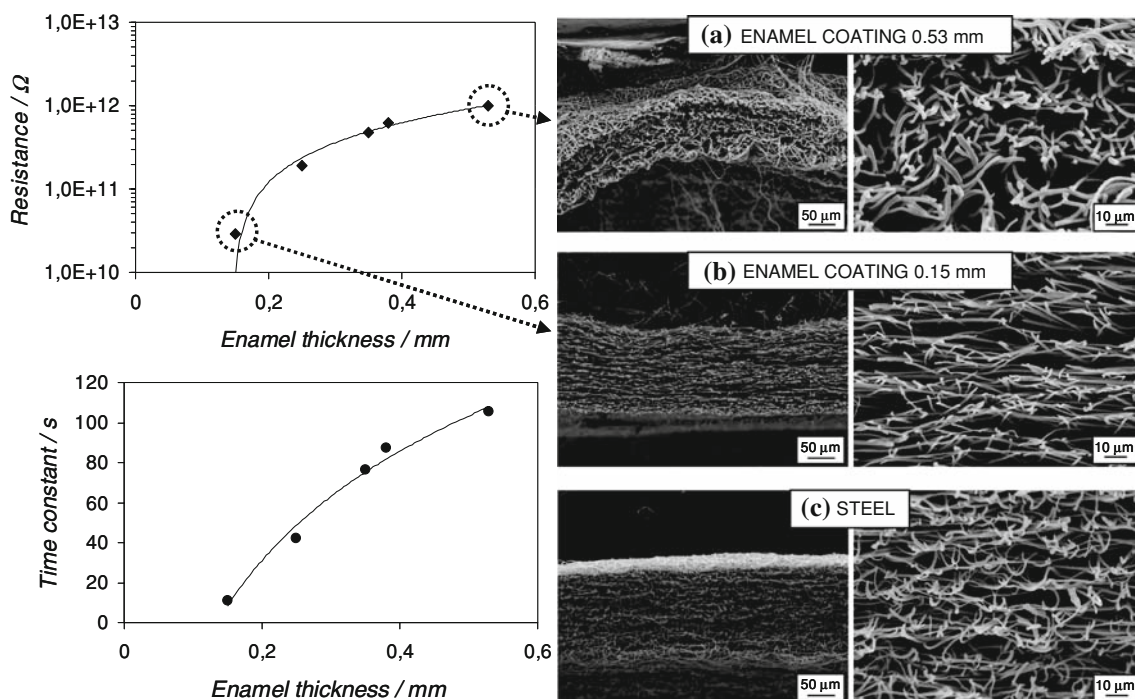 1,0E+13
1,0E+12
1,0E+11
1,0E+10
Resistance / Ω
0
0,2
0,4
0,6
Enamel thickness / mm
120
100
80
60
40
20
0
Time constant / s
0
0,2
0,4
0,6
Enamel thickness / mm
(a) ENAMEL COATING 0.53 mm
50 µm
10 µm
(b) ENAMEL COATING 0.15 mm
50 µm
10 µm
(c) STEEL
50 µm
10 µm